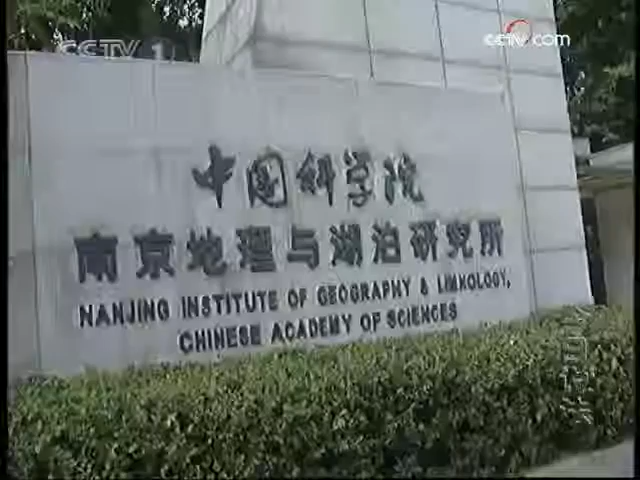 CCTV 1
CCTV.com
中国科学院
南京地理与湖泊研究所
NANJING INSTITUTE OF GEOGRAPHY & LIMNOLOGY,
CHINESE ACADEMY OF SCIENCES